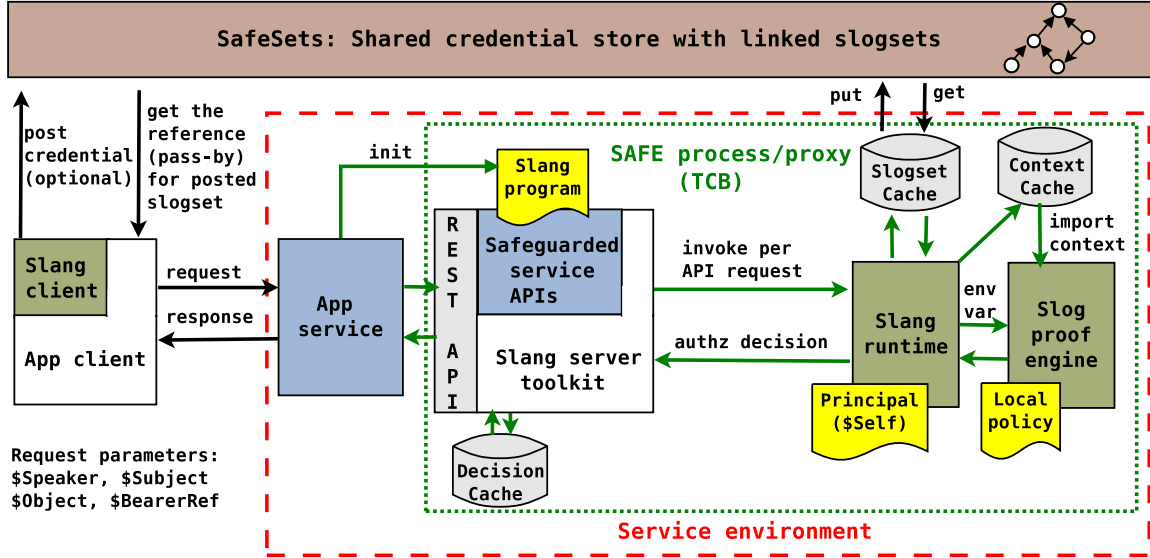 SafeSets: Shared credential store with linked slogsets
post
credential
(optional)
get the
reference
(pass-by)
for posted
slogset
put
get
init
Slang
program
SAFE process/proxy
(TCB)
Slogset
Cache
Context
Cache
import
context
Slang
client
App client
request
response
App
service
REST API
Safeguarded
service
APIs
Slang server
toolkit
invoke per
API request
authz decision
Slang
runtime
env
var
Slog
proof
engine
Principal
($Self)
Local
policy
Decision
Cache
Request parameters:
$Speaker, $Subject
$Object, $BearerRef
Service environment